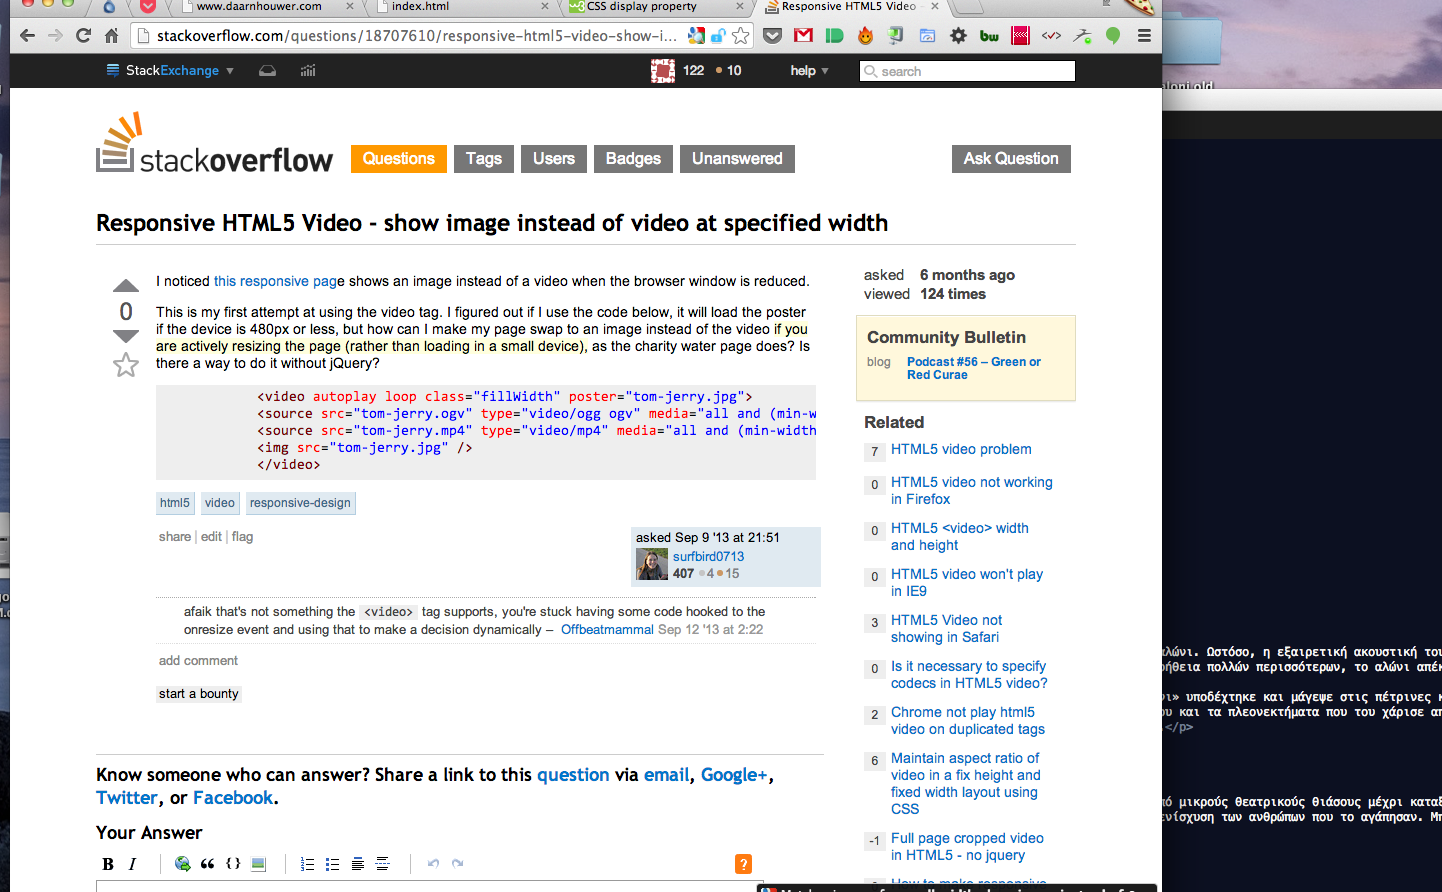 www.daarnhouwer.com
index.html
CSS display property
Responsive HTML5 Video
stackoverflow.com/questions/18707610/responsive-html5-video-show-i...
bw
StackExchange
122 10
help
search
stackoverflow
Questions
Tags
Users
Badges
Unanswered
Ask Question
Responsive HTML5 Video - show image instead of video at specified width
0
I noticed this responsive page shows an image instead of a video when the browser window is reduced.
This is my first attempt at using the video tag. I figured out if I use the code below, it will load the poster
if the device is 480px or less, but how can I make my page swap to an image instead of the video if you
are actively resizing the page (rather than loading in a small device), as the charity water page does? Is
there a way to do it without jQuery?
<video autoplay loop class="fillWidth" poster="tom-jerry.jpg">
<source src="tom-jerry.ogv" type="video/ogg ogv" media="all and (min-w
<source src="tom-jerry.mp4" type="video/mp4" media="all and (min-width
<img src="tom-jerry.jpg" />
</video>
html5 video responsive-design
share | edit | flag
asked Sep 9 '13 at 21:51
surfbird0713
407 4 15
afaik that's not something the <video> tag supports, you're stuck having some code hooked to the
onresize event and using that to make a decision dynamically – Offbeatmammal Sep 12 '13 at 2:22
add comment
start a bounty
Know someone who can answer? Share a link to this question via email, Google+,
Twitter, or Facebook.
Your Answer
B I
?
asked 6 months ago
viewed 124 times
Community Bulletin
blog Podcast #56 – Green or
Red Curae
Related
7 HTML5 video problem
0 HTML5 video not working
in Firefox
0 HTML5 <video> width
and height
0 HTML5 video won't play
in IE9
3 HTML5 Video not
showing in Safari
0 Is it necessary to specify
codecs in HTML5 video?
2 Chrome not play html5
video on duplicated tags
6 Maintain aspect ratio of
video in a fix height and
fixed width layout using
CSS
-1 Full page cropped video
in HTML5 - no jquery
How to make responsive
αλώνι. Ωστόσο, η εξαιρετική ακουστική του
βοήθεια πολλών περισσότερων, το αλώνι απέκ
νι» υποδέχτηκε και μάγεψε στις πέτρινες κ
ου και τα πλεονεκτήματα που του χάρισε απ
.</p>
πό μικρούς θεατρικούς θιάσους μέχρι καταξ
ενίσχυση των ανθρώπων που το αγάπησαν. Μπ